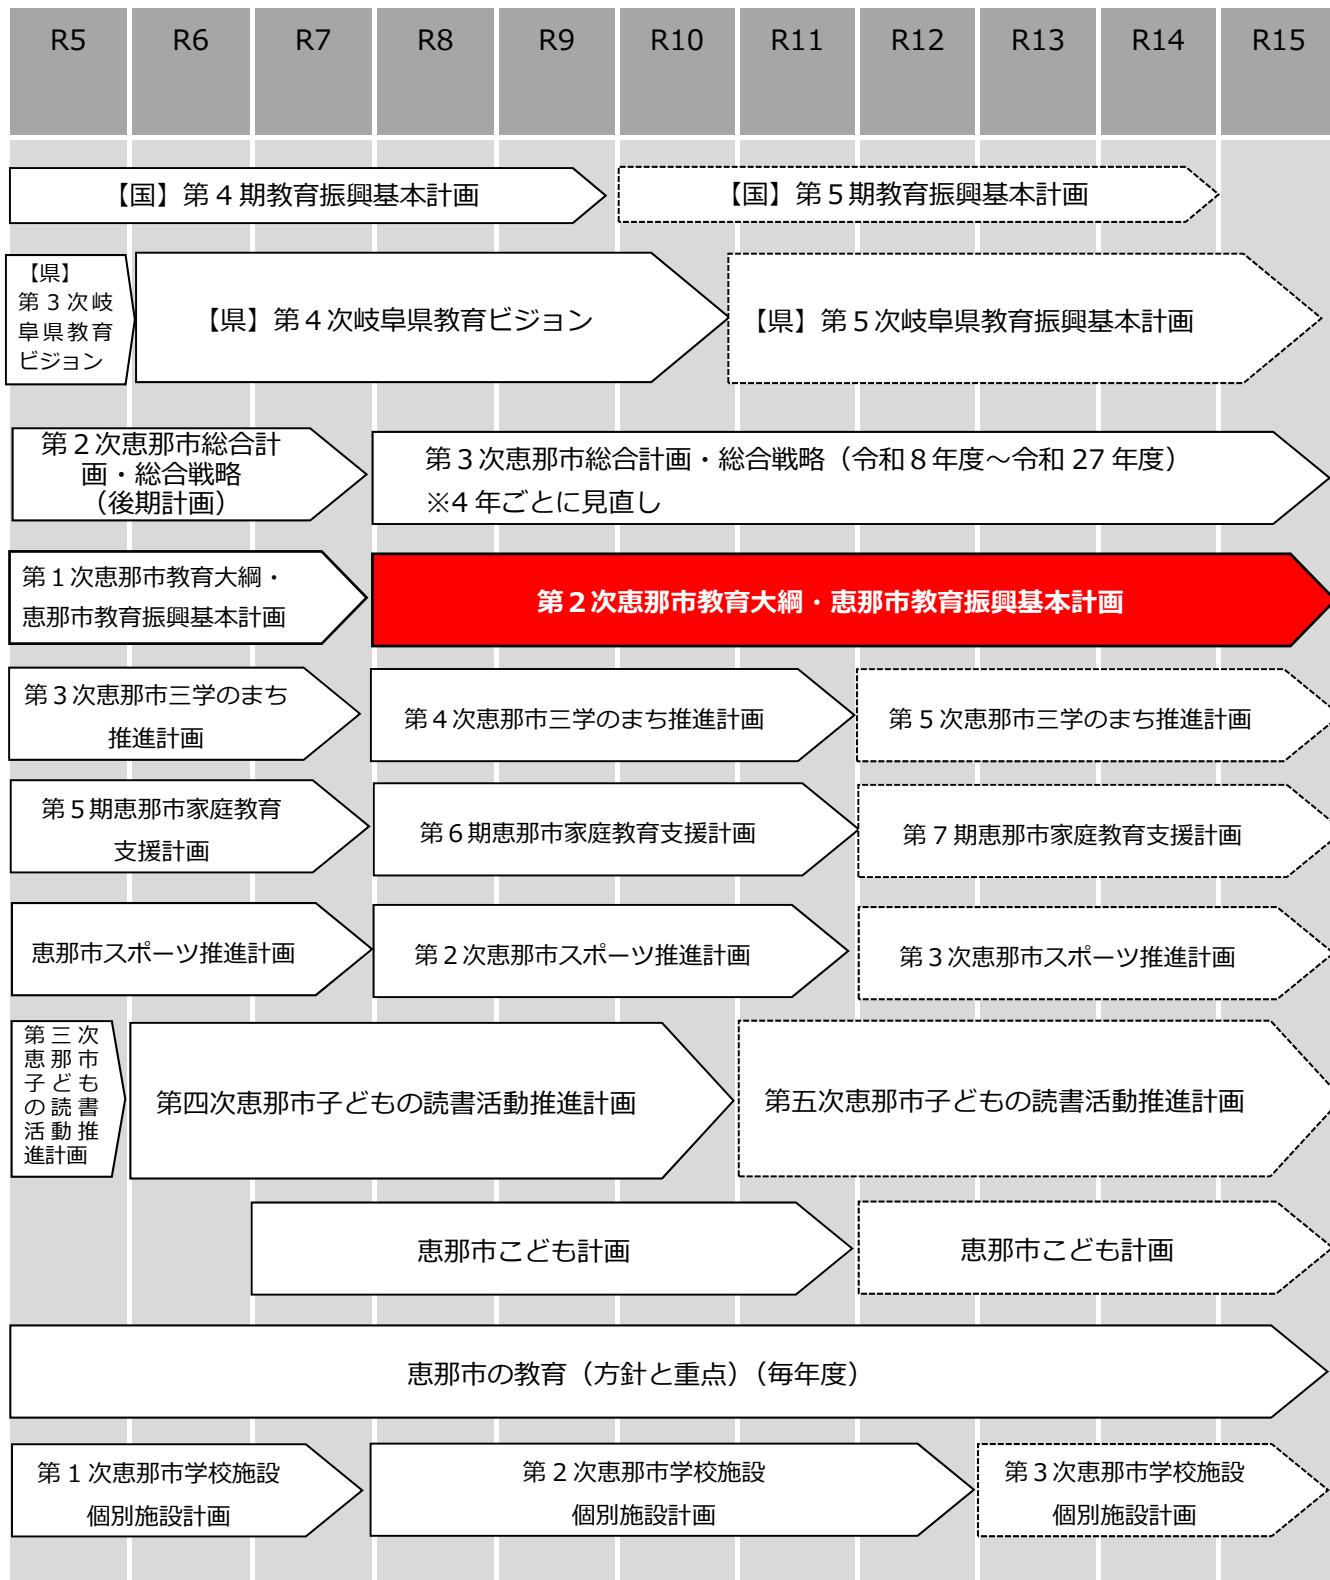 R5 R6 R7 R8 R9 R10 R11 R12 R13 R14 R15
【国】第４期教育振興基本計画
【国】第５期教育振興基本計画
【県】
第３次岐
阜県教育
ビジョン
【県】第４次岐阜県教育ビジョン
【県】第５次岐阜県教育振興基本計画
第２次恵那市総合計
画・総合戦略
（後期計画）
第３次恵那市総合計画・総合戦略（令和８年度～令和 27 年度）
※4 年ごとに見直し
第１次恵那市教育大綱・
恵那市教育振興基本計画
第２次恵那市教育大綱・恵那市教育振興基本計画
第３次恵那市三学のまち
推進計画
第４次恵那市三学のまち推進計画
第５次恵那市三学のまち推進計画
第５期恵那市家庭教育
支援計画
第６期恵那市家庭教育支援計画
第７期恵那市家庭教育支援計画
恵那市スポーツ推進計画
第２次恵那市スポーツ推進計画
第３次恵那市スポーツ推進計画
第三次
恵那市
子ども
の読書
活動推
進計画
第四次恵那市子どもの読書活動推進計画
第五次恵那市子どもの読書活動推進計画
恵那市こども計画
恵那市こども計画
恵那市の教育（方針と重点）（毎年度）
第１次恵那市学校施設
個別施設計画
第２次恵那市学校施設
個別施設計画
第３次恵那市学校施設
個別施設計画